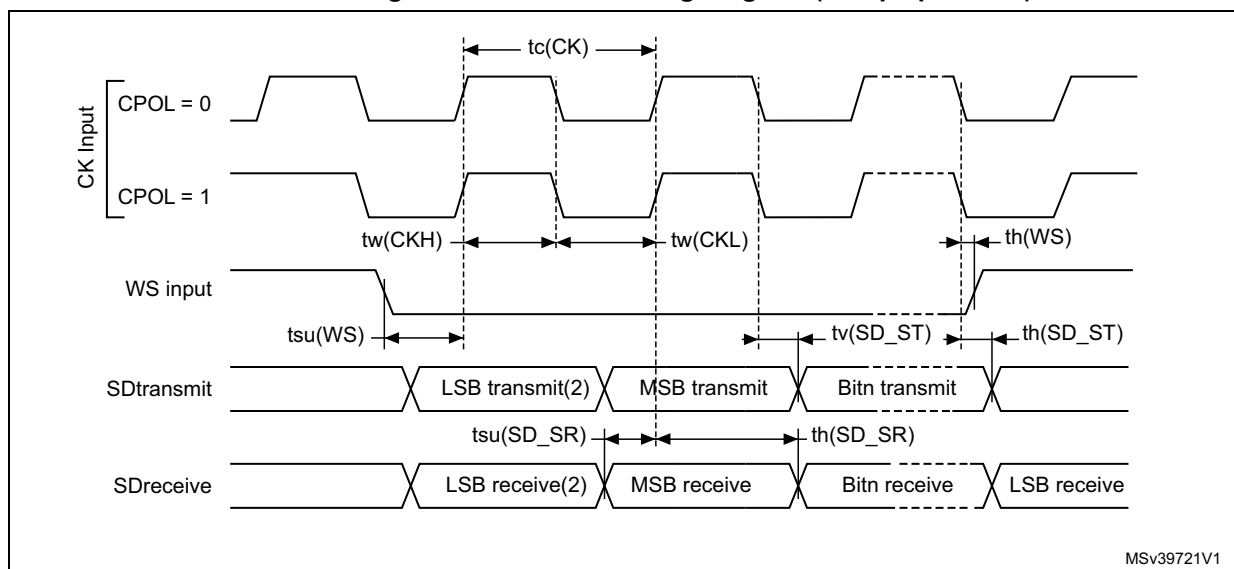 tc(CK)
CK Input
CPOL = 0
CPOL = 1
tw(CKH)
tw(CKL)
th(WS)
WS input
tsu(WS)
tv(SD_ST)
th(SD_ST)
SDtransmit
LSB transmit(2)
MSB transmit
Bitn transmit
tsu(SD_SR)
th(SD_SR)
SDreceive
LSB receive(2)
MSB receive
Bitn receive
LSB receive
MSv39721V1